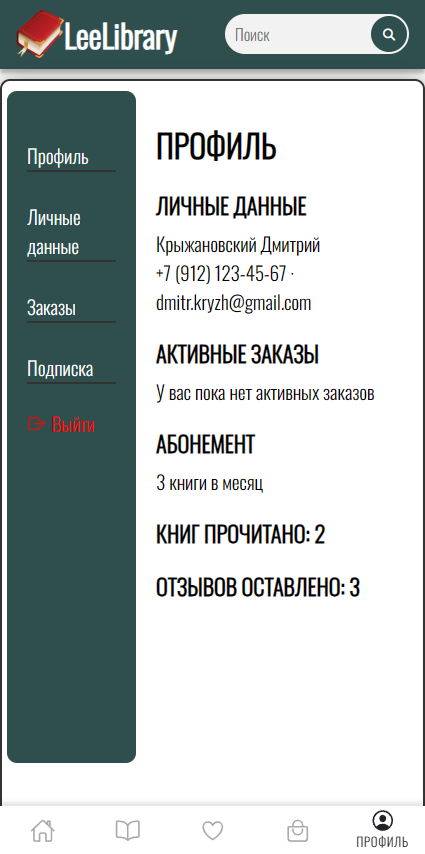 LeeLibrary
Поиск
Профиль
Личные
данные
Заказы
Подписка
Выйти
ПРОФИЛЬ
ЛИЧНЫЕ ДАННЫЕ
Крыжановский Дмитрий
+7 (912) 123-45-67 ·
dmitr.kryzh@gmail.com
АКТИВНЫЕ ЗАКАЗЫ
У вас пока нет активных заказов
АБОНЕМЕНТ
3 книги в месяц
КНИГ ПРОЧИТАНО: 2
ОТЗЫВОВ ОСТАВЛЕНО: 3
ПРОФИЛЬ